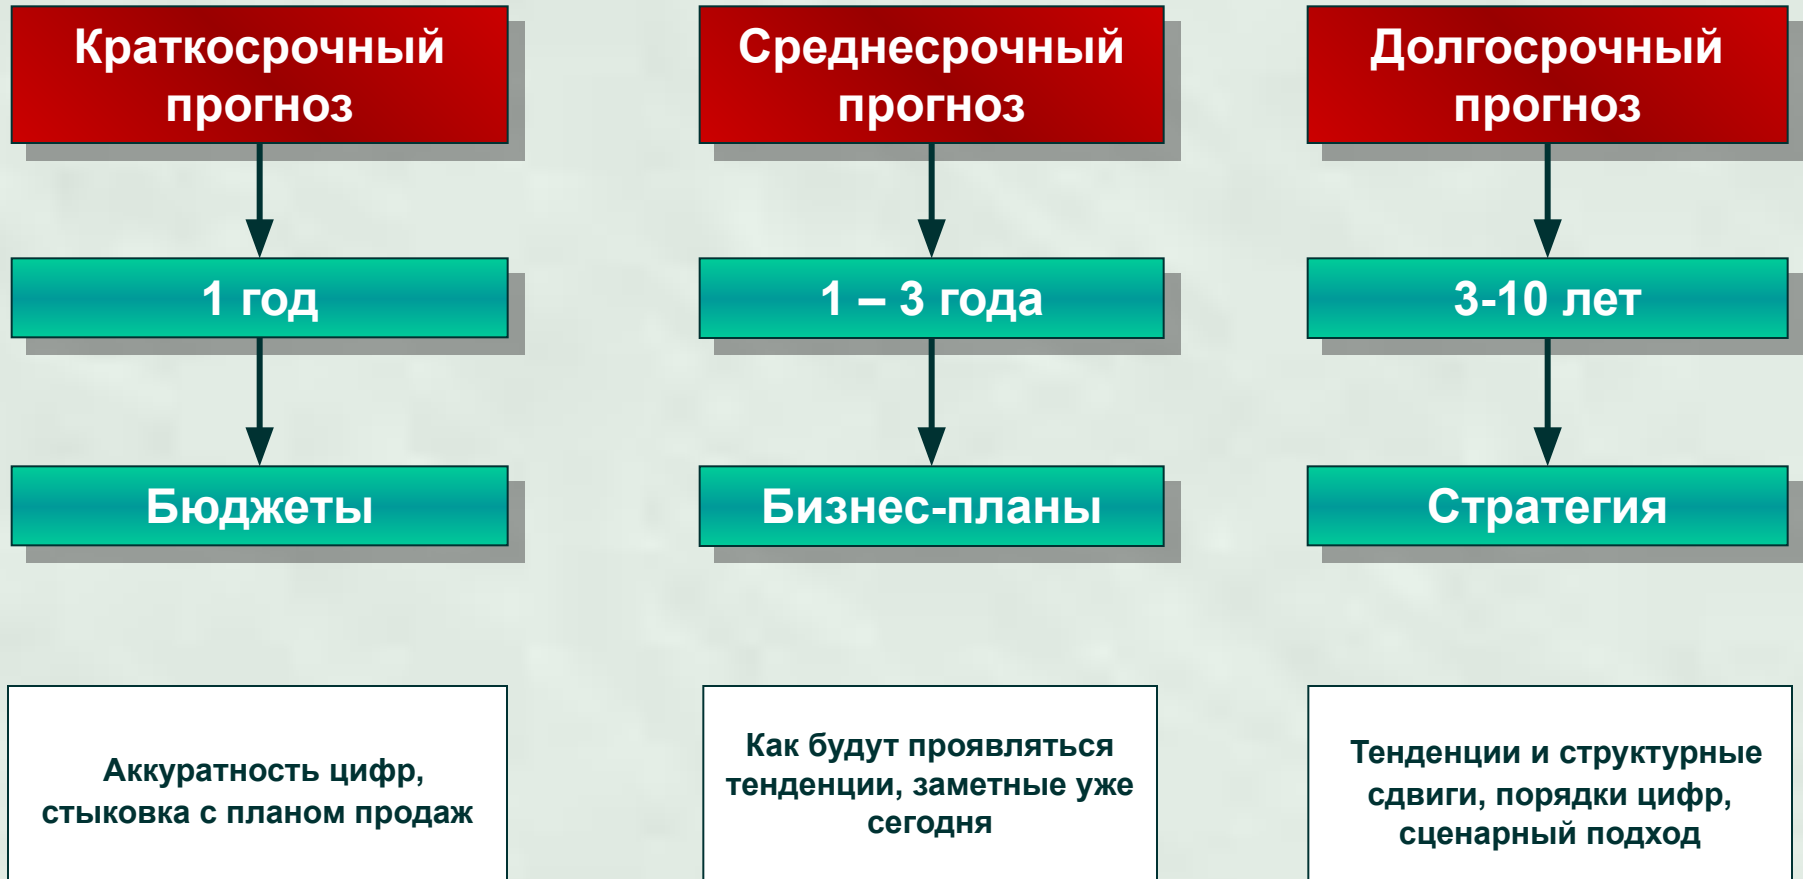 Краткосрочный
прогноз
1 год
Бюджеты
Аккуратность цифр,
стыковка с планом продаж
Среднесрочный
прогноз
1 – 3 года
Бизнес-планы
Как будут проявляться
тенденции, заметные уже
сегодня
Долгосрочный
прогноз
3-10 лет
Стратегия
Тенденции и структурные
сдвиги, порядки цифр,
сценарный подход